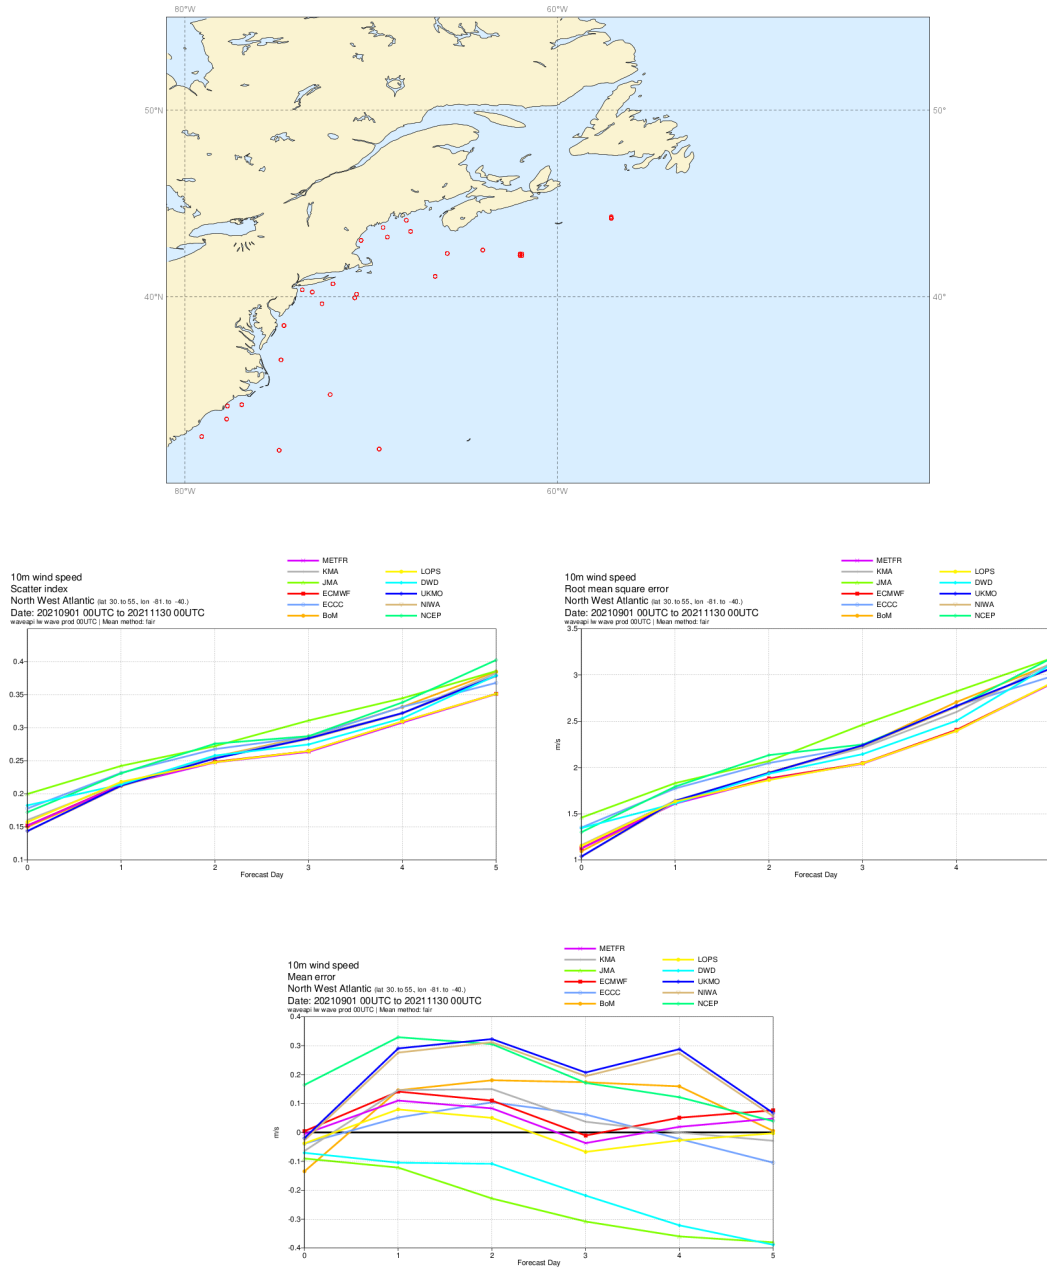 80°W 60°W
50°N 50°
40°N 40°
80°W 60°W
METFR
KMA LOPS
10m wind speed JMA DWD
Scatter index ECMWF UKMO
North West Atlantic (lat 30. to 55., lon -81. to -40.) ECCC NIWA
Date: 20210901 00UTC to 20211130 00UTC BoM NCEP
waveapi lw wave prod 00UTC | Mean method: fair
0.4
0.35
0.3
0.25
0.2
0.15
0.1
0 1 2 3 4 5
Forecast Day
METFR
KMA LOPS
10m wind speed JMA DWD
Root mean square error ECMWF UKMO
North West Atlantic (lat 30. to 55., lon -81. to -40.) ECCC NIWA
Date: 20210901 00UTC to 20211130 00UTC BoM NCEP
waveapi lw wave prod 00UTC | Mean method: fair
3.5
3
2.5
m/s
2
1.5
1
0 1 2 3 4
Forecast Day
METFR
KMA LOPS
10m wind speed JMA DWD
Mean error ECMWF UKMO
North West Atlantic (lat 30. to 55., lon -81. to -40.) ECCC NIWA
Date: 20210901 00UTC to 20211130 00UTC BoM NCEP
waveapi lw wave prod 00UTC | Mean method: fair
0.4
0.3
0.2
0.1
m/s
0
-0.1
-0.2
-0.3
-0.4
0 1 2 3 4 5
Forecast Day